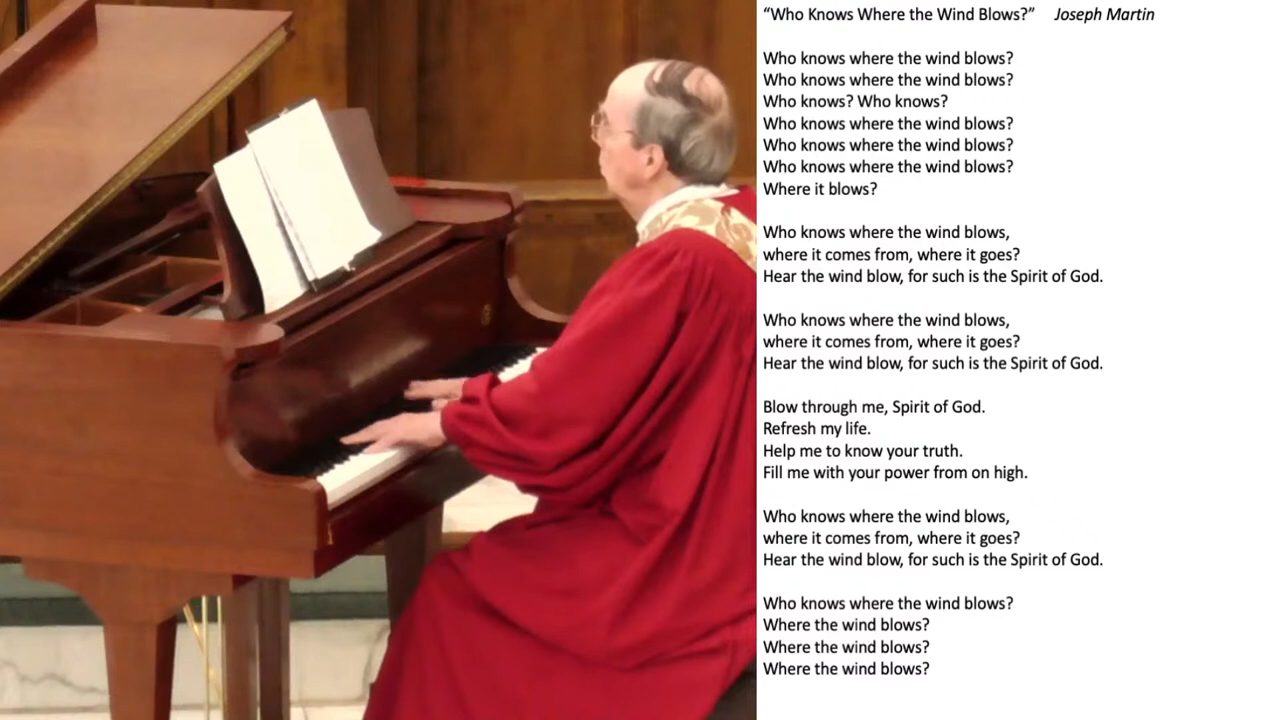 “Who Knows Where the Wind Blows?” Joseph Martin
Who knows where the wind blows?
Who knows where the wind blows?
Who knows? Who knows?
Who knows where the wind blows?
Who knows where the wind blows?
Who knows where the wind blows?
Where it blows?
Who knows where the wind blows,
where it comes from, where it goes?
Hear the wind blow, for such is the Spirit of God.
Who knows where the wind blows,
where it comes from, where it goes?
Hear the wind blow, for such is the Spirit of God.
Blow through me, Spirit of God.
Refresh my life.
Help me to know your truth.
Fill me with your power from on high.
Who knows where the wind blows,
where it comes from, where it goes?
Hear the wind blow, for such is the Spirit of God.
Who knows where the wind blows?
Where the wind blows?
Where the wind blows?
Where the wind blows?